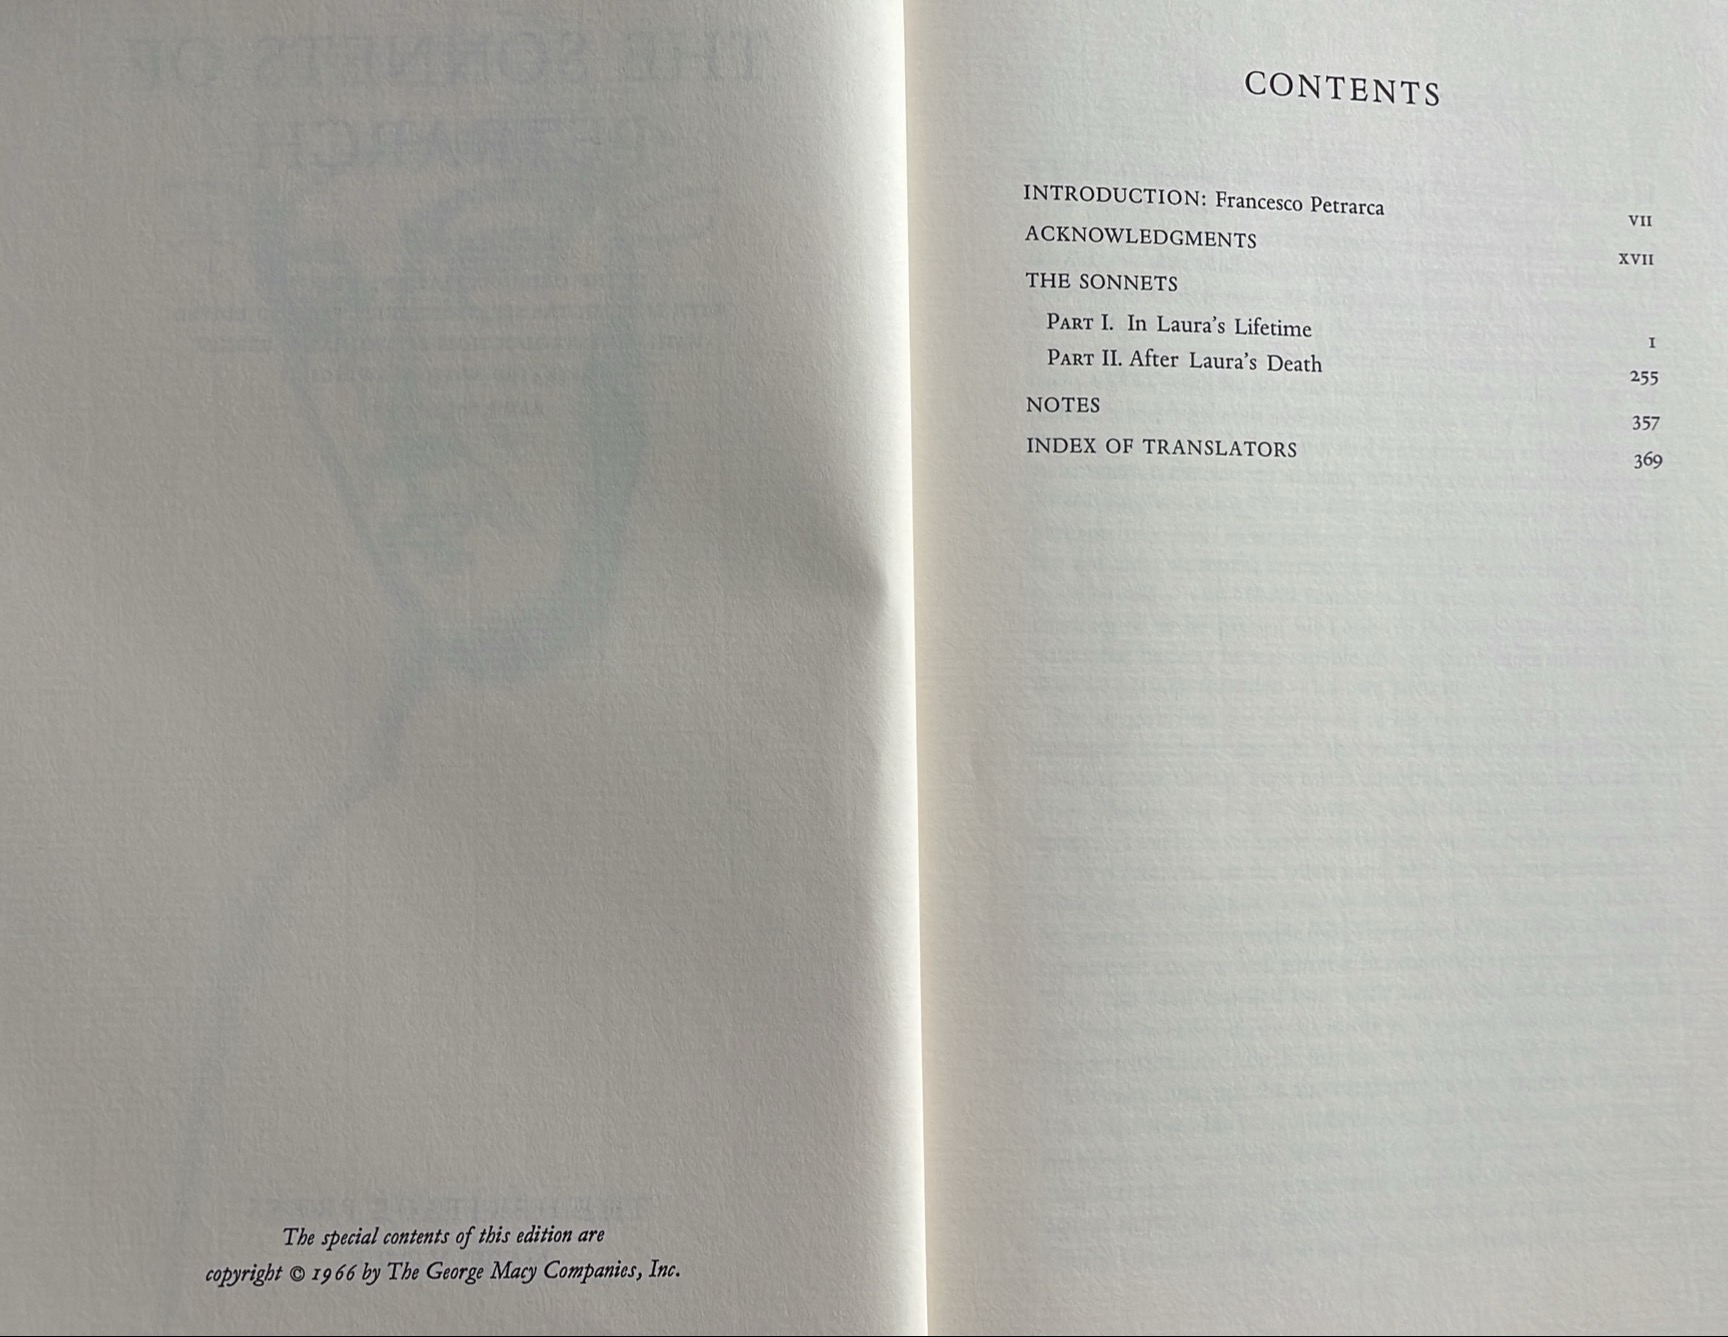 The special contents of this edition are
copyright © 1966 by The George Macy Companies, Inc.
CONTENTS
INTRODUCTION: Francesco Petrarca VII
ACKNOWLEDGMENTS XVII
THE SONNETS
PART I. In Laura's Lifetime I
PART II. After Laura's Death 255
NOTES 357
INDEX OF TRANSLATORS 369